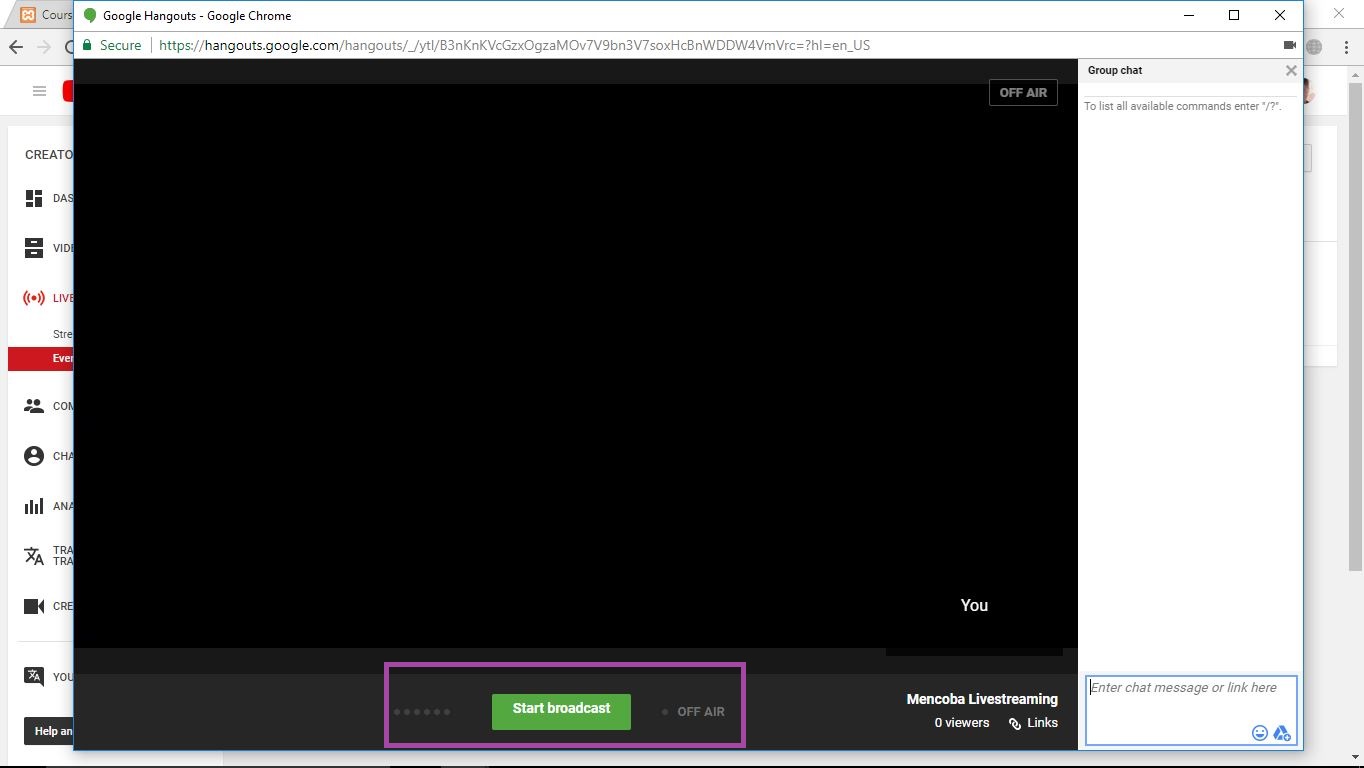 Cours
Google Hangouts - Google Chrome
Secure
https://hangouts.google.com/hangouts/_/ytl/B3nKnKVcGzxOgzaMOv7V9bn3V7soxHcBnWDDW4VmVrc=?hl=en_US
OFF AIR
Group chat
To list all available commands enter "/?".
CREATO
DAS
VIDE
LIVE
Stre
Even
COM
CHA
ANA
TRA
TRA
CRE
YOU
Help an
You
Start broadcast
OFF AIR
Mencoba Livestreaming
0 viewers
Links
Enter chat message or link here